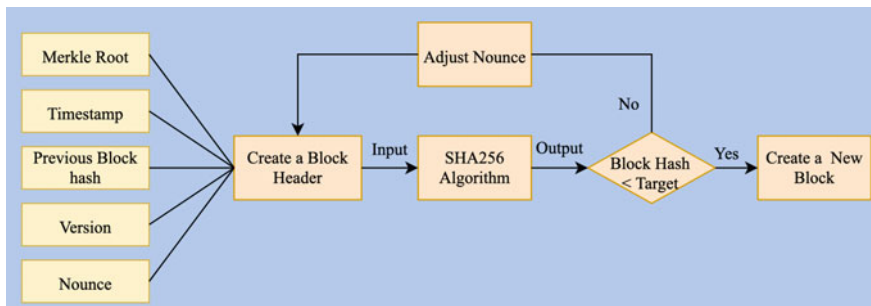 Merkle Root
Timestamp
Previous Block
hash
Version
Nounce
Create a Block
Header
Input
SHA256
Algorithm
Output
Block Hash
< Target
Adjust Nounce
No
Yes
Create a New
Block